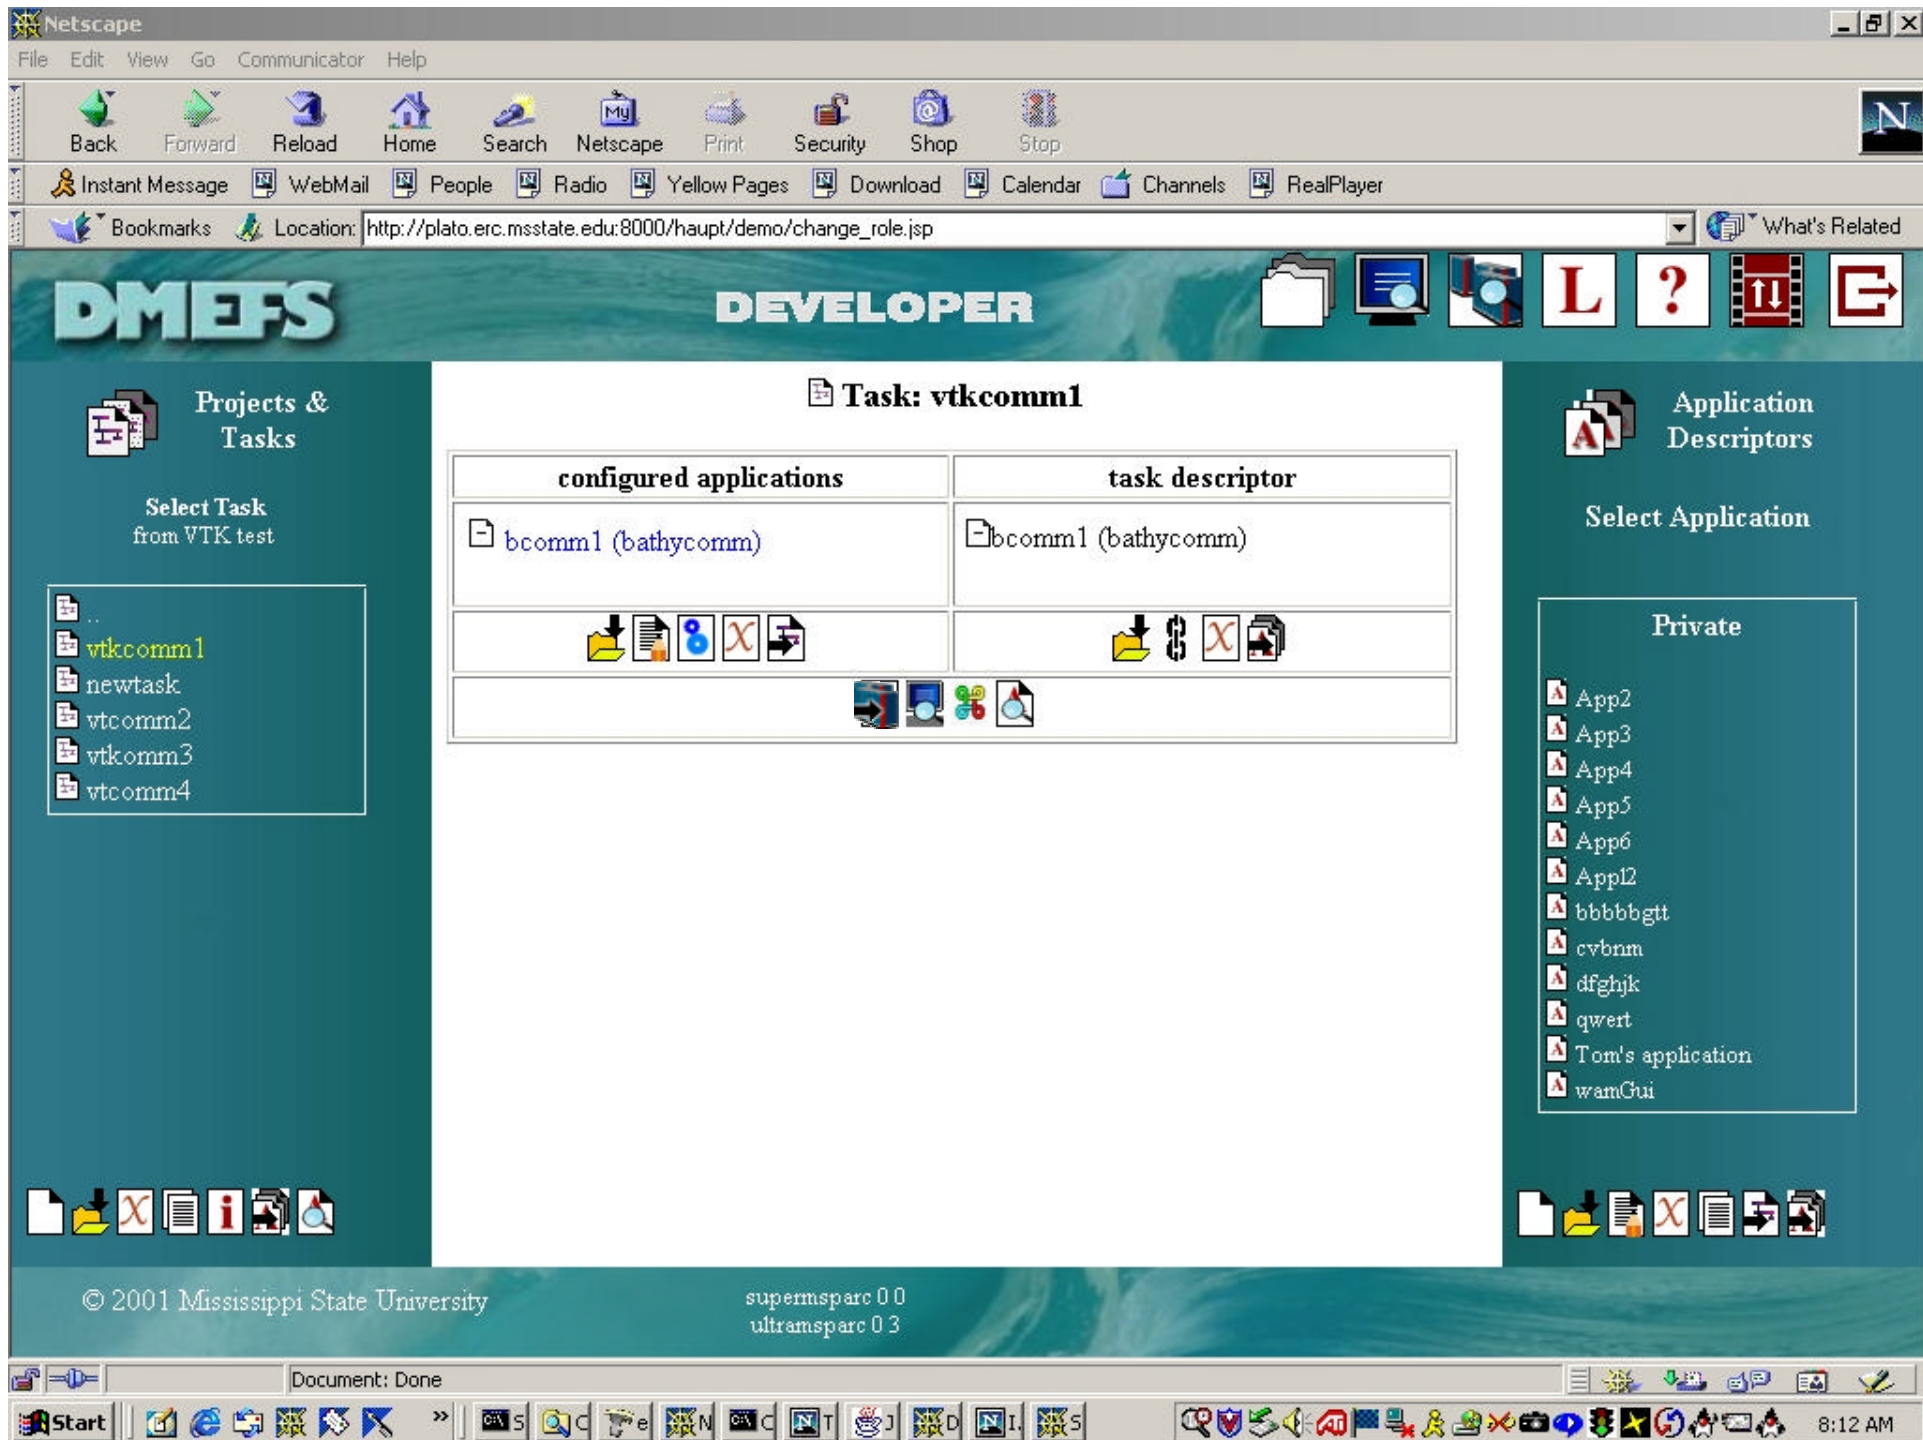 Netscape
File Edit View Go Communicator Help
My
N
Back Forward Reload Home Search Netscape Print Security Shop Stop
Instant Message WebMail People Radio Yellow Pages Download Calendar Channels RealPlayer
Bookmarks Location: http://plato.erc.msstate.edu:8000/haupt/demo/change_role.jsp What's Related
DMEFS
DEVELOPER
L ?
Projects &
Tasks
Select Task
from VTK test
..
vtkcomm1
newtask
vtcomm2
vtkomm3
vtcomm4
Task: vtkcomm1
configured applications task descriptor
bcomm1 (bathycomm) bcomm1 (bathycomm)
X X
Application
Descriptors
Select Application
Private
App2
App3
App4
App5
App6
App12
bbbbbgtt
cvbnm
dfghjk
qwert
Tom's application
wamGui
X i X
© 2001 Mississippi State University
supermsparc 0 0
ultramsparc 0 3
Document: Done
Start » S C e N C T J D I. S 8:12 AM